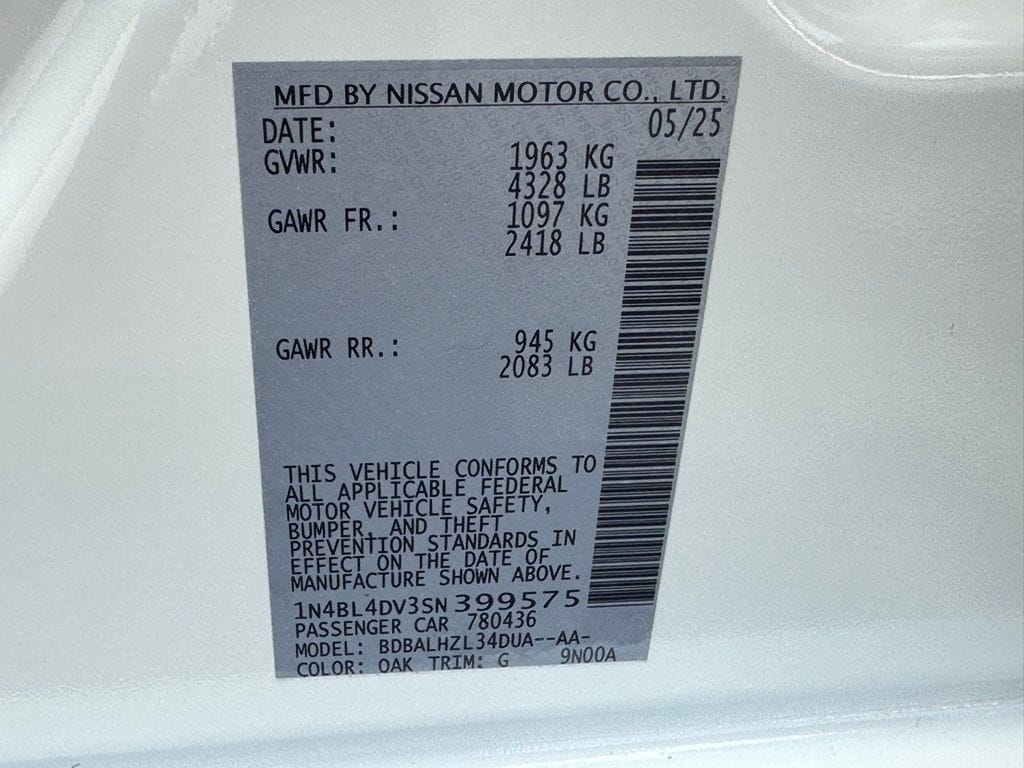 MFD BY NISSAN MOTOR CO., LTD.
DATE: 05/25
GVWR: 1963 KG
4328 LB
GAWR FR.: 1097 KG
2418 LB
GAWR RR.: 945 KG
2083 LB
THIS VEHICLE CONFORMS TO
ALL APPLICABLE FEDERAL
MOTOR VEHICLE SAFETY,
BUMPER, AND THEFT
PREVENTION STANDARDS IN
EFFECT ON THE DATE OF
MANUFACTURE SHOWN ABOVE.
1N4BL4DV3SN399575
PASSENGER CAR 780436
MODEL: BDBALHZL34DUA--AA-
COLOR: QAK TRIM: G 9N00A